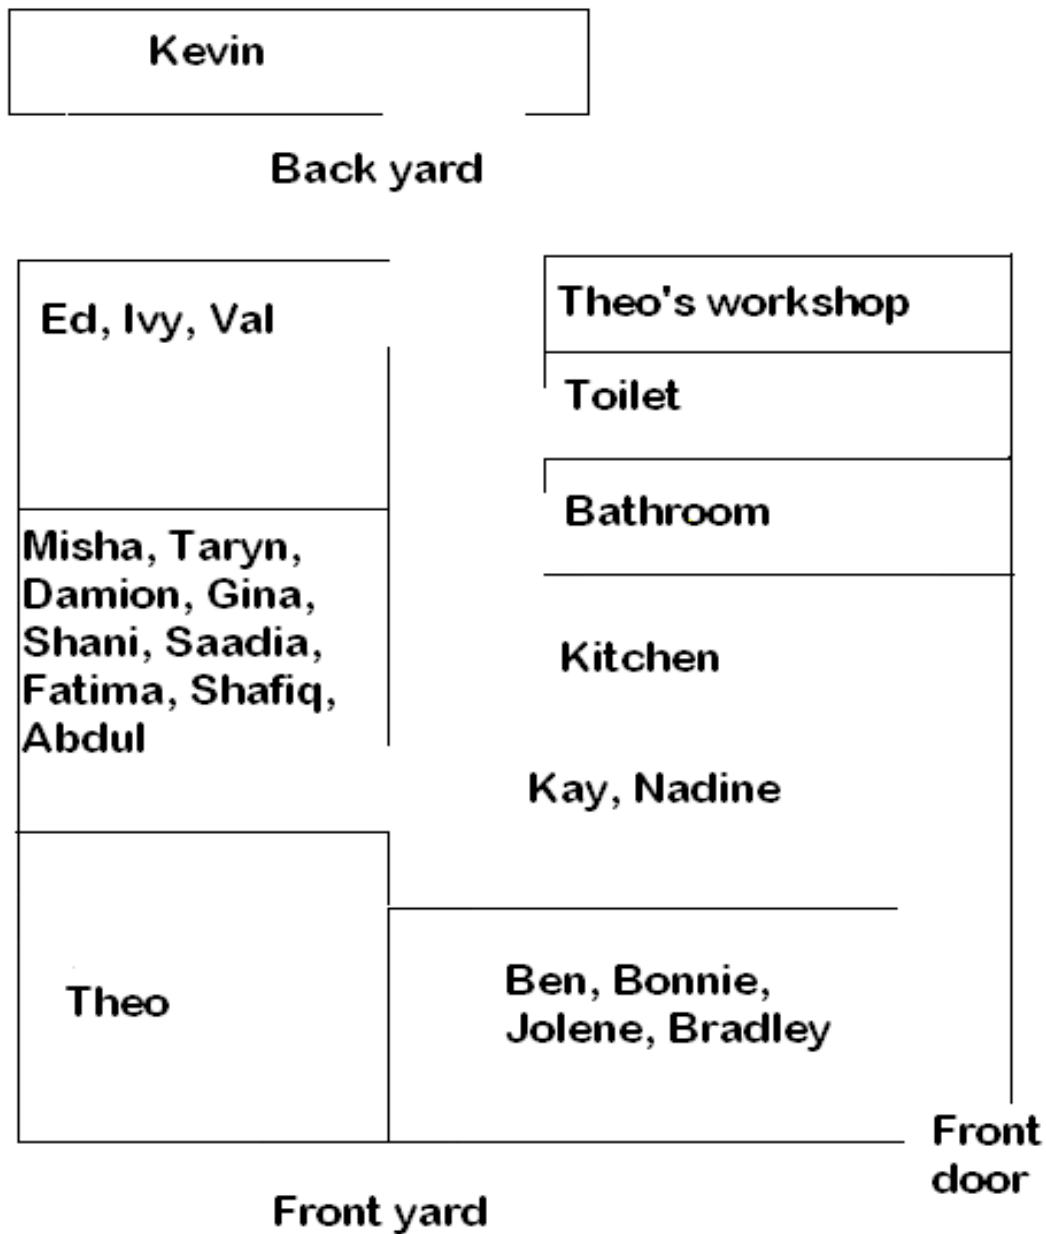 Kevin
Back yard
Ed, Ivy, Val
Theo's workshop
Toilet
Bathroom
Misha, Taryn,
Damion, Gina,
Shani, Saadia,
Fatima, Shafiq,
Abdul
Kitchen
Kay, Nadine
Theo
Ben, Bonnie,
Jolene, Bradley
Front
door
Front yard